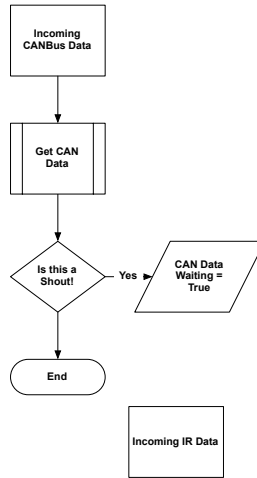 Incoming
CANBus Data
Get CAN
Data
Is this a
Shout!
Yes
CAN Data
Waiting =
True
End
Incoming IR Data